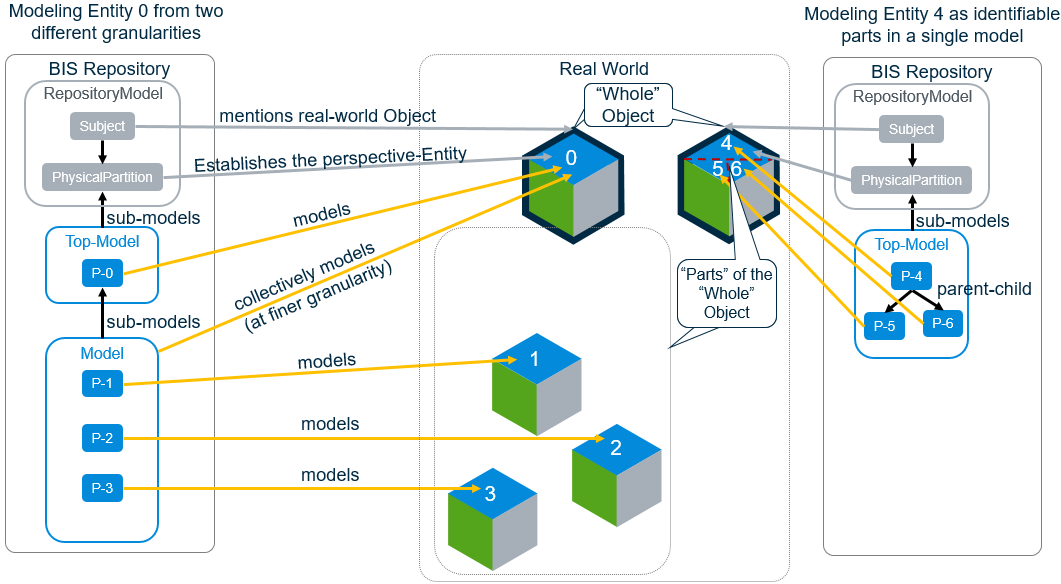 Modeling Entity 0 from two
different granularities
BIS Repository
RepositoryModel
Subject
PhysicalPartition
sub-models
Top-Model
P-0
sub-models
Model
P-1
P-2
P-3
mentions real-world Object
Establishes the perspective-Entity
models
collectively models
(at finer granularity)
models
models
models
Real World
“Whole”
Object
0
4
5 6
“Parts” of the
“Whole”
Object
1
2
3
Modeling Entity 4 as identifiable
parts in a single model
BIS Repository
RepositoryModel
Subject
PhysicalPartition
sub-models
Top-Model
P-4
parent-child
P-5
P-6